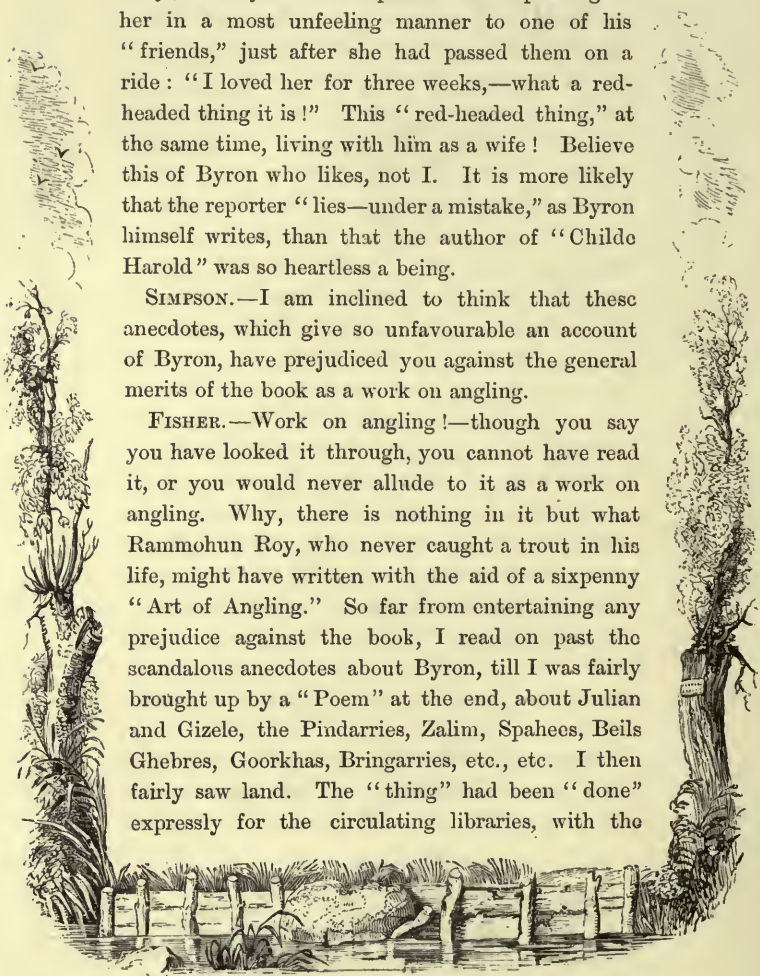 her in a most unfeeling manner to one of his
“friends,” just after she had passed them on a
ride : “I loved her for three weeks,—what a red-
headed thing it is !” This “red-headed thing,” at
the same time, living with him as a wife ! Believe
this of Byron who likes, not I. It is more likely
that the reporter “lies—under a mistake,” as Byron
himself writes, than that the author of “Childe
Harold” was so heartless a being.
SIMPSON.—I am inclined to think that these
anecdotes, which give so unfavourable an account
of Byron, have prejudiced you against the general
merits of the book as a work on angling.
FISHER.—Work on angling !—though you say
you have looked it through, you cannot have read
it, or you would never allude to it as a work on
angling. Why, there is nothing in it but what
Rammohun Roy, who never caught a trout in his
life, might have written with the aid of a sixpenny
“Art of Angling.” So far from entertaining any
prejudice against the book, I read on past the
scandalous anecdotes about Byron, till I was fairly
brought up by a “Poem” at the end, about Julian
and Gizele, the Pindarries, Zalim, Spahees, Beils
Ghebres, Goorkhas, Bringarries, etc., etc. I then
fairly saw land. The “thing” had been “done”
expressly for the circulating libraries, with the